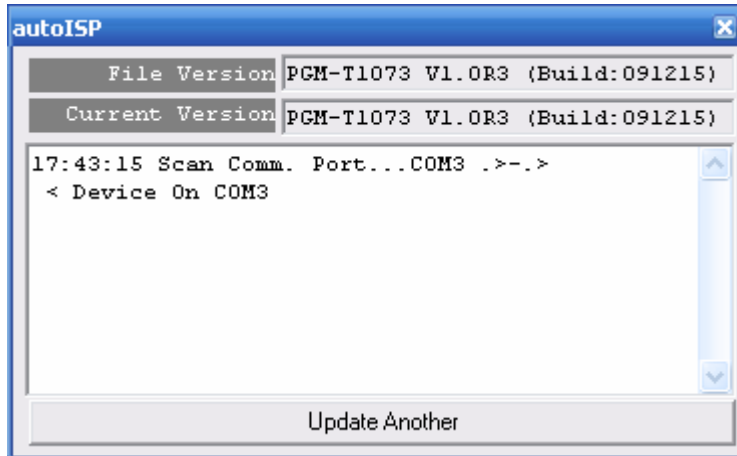 autoISP
File Version PGM-T1073 V1.0R3 (Build:091215)
Current Version PGM-T1073 V1.0R3 (Build:091215)
17:43:15 Scan Comm. Port...COM3 .>-.>
< Device On COM3
Update Another